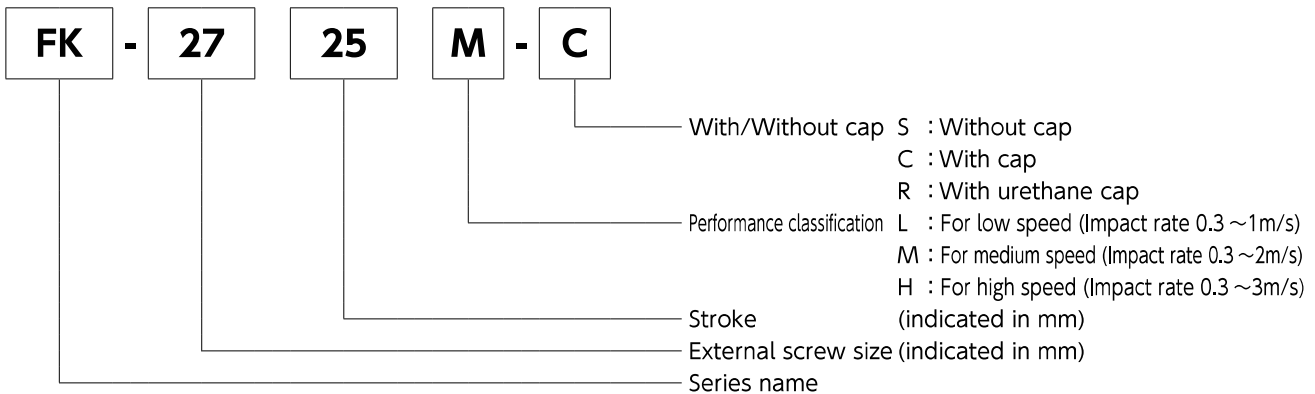 FK - 27 25 M - C
With/Without cap S : Without cap
C : With cap
R : With urethane cap
Performance classification L : For low speed (Impact rate 0.3～1m/s)
M : For medium speed (Impact rate 0.3～2m/s)
H : For high speed (Impact rate 0.3～3m/s)
Stroke (indicated in mm)
External screw size (indicated in mm)
Series name